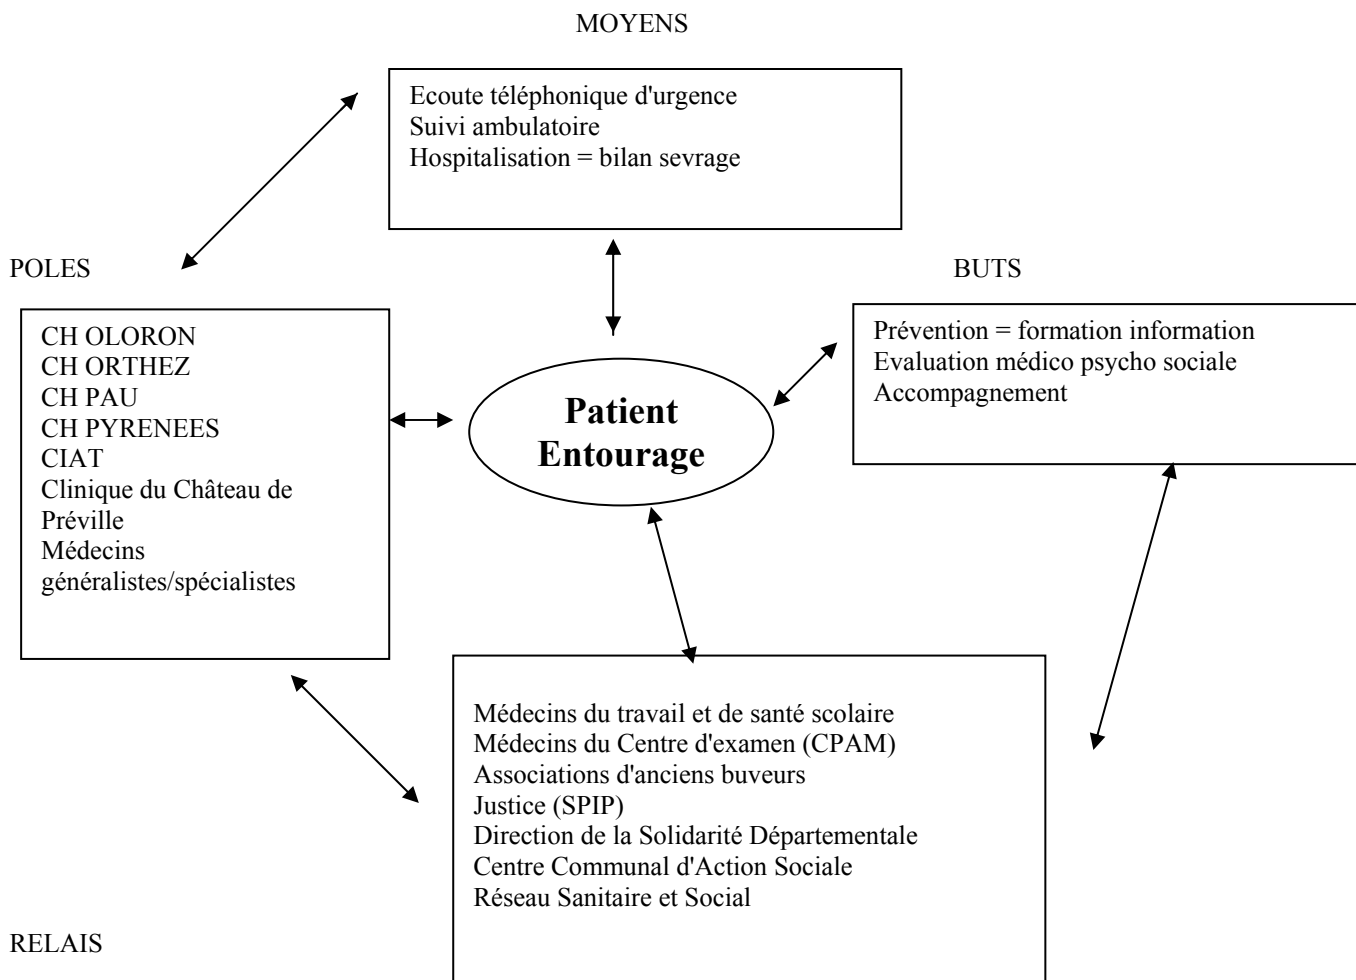 MOYENS
Ecoute téléphonique d'urgence
Suivi ambulatoire
Hospitalisation = bilan sevrage
POLES
BUTS
CH OLORON
CH ORTHEZ
CH PAU
CH PYRENEES
CIAT
Clinique du Château de
Préville
Médecins
généralistes/spécialistes
Patient
Entourage
Prévention = formation information
Evaluation médico psycho sociale
Accompagnement
Médecins du travail et de santé scolaire
Médecins du Centre d'examen (CPAM)
Associations d'anciens buveurs
Justice (SPIP)
Direction de la Solidarité Départementale
Centre Communal d'Action Sociale
Réseau Sanitaire et Social
RELAIS